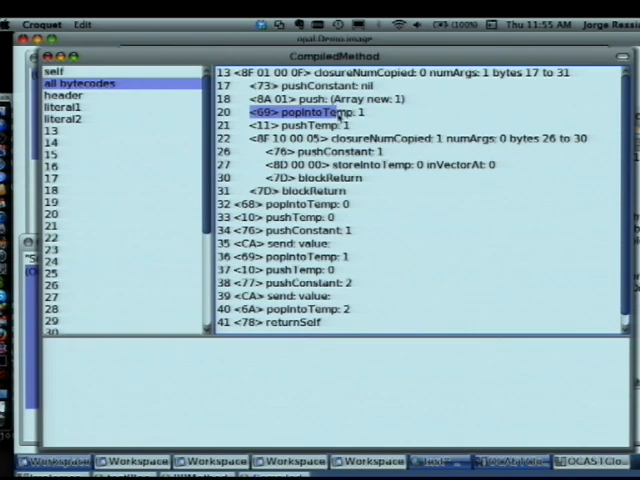 Croquet Edit (100%) Thu 11:55 AM Jorge Ressia
opal.Demo.image
CompiledMethod
self
all bytecodes
header
literal1
literal2
13
14
15
16
17
18
19
20
21
22
23
24
25
26
27
28
29
30
13 <8F 01 00 0F> closureNumCopied: 0 numArgs: 1 bytes 17 to 31
17 <73> pushConstant: nil
18 <8A 01> push: (Array new: 1)
20 <69> popIntoTemp: 1
21 <11> pushTemp: 1
22 <8F 10 00 05> closureNumCopied: 1 numArgs: 0 bytes 26 to 30
26 <76> pushConstant: 1
27 <8D 00 00> storeIntoTemp: 0 inVectorAt: 0
30 <7D> blockReturn
31 <7D> blockReturn
32 <68> popIntoTemp: 0
33 <10> pushTemp: 0
34 <76> pushConstant: 1
35 <CA> send: value:
36 <69> popIntoTemp: 1
37 <10> pushTemp: 0
38 <77> pushConstant: 2
39 <CA> send: value:
40 <6A> popIntoTemp: 2
41 <78> returnSelf
Workspace Workspace Workspace Workspace Workspace